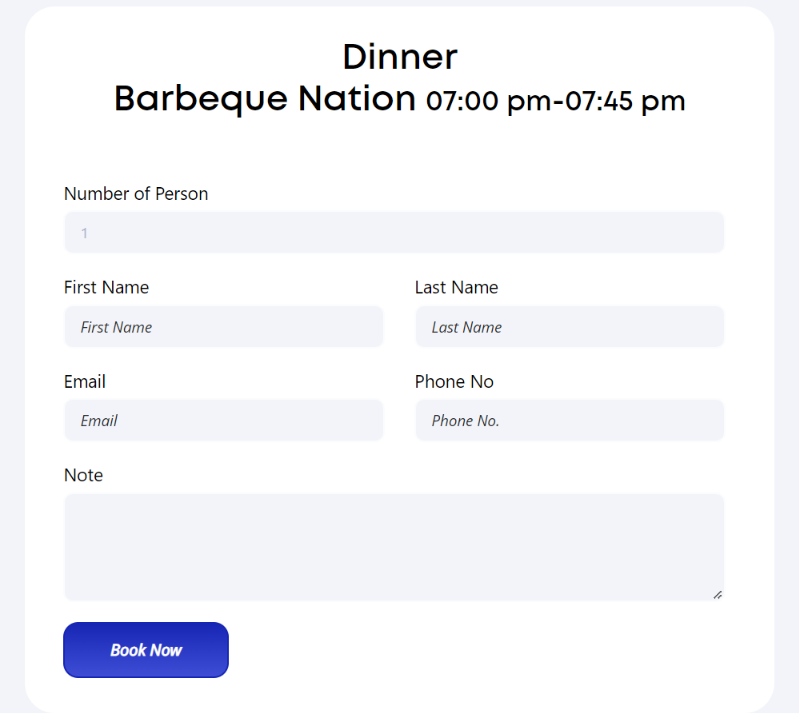 Dinner
Barbeque Nation 07:00 pm-07:45 pm
Number of Person
1
First Name Last Name
First Name Last Name
Email Phone No
Email Phone No.
Note
Book Now